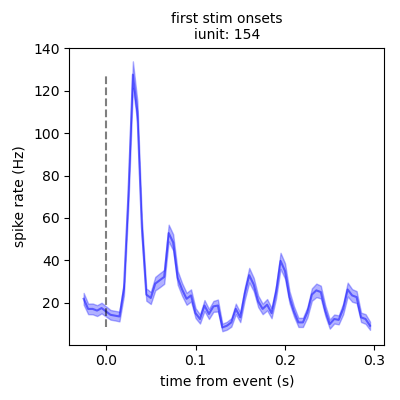 first stim onsets
iunit: 154
140
120
100
80
60
40
20
spike rate (Hz)
0.0 0.1 0.2 0.3
time from event (s)